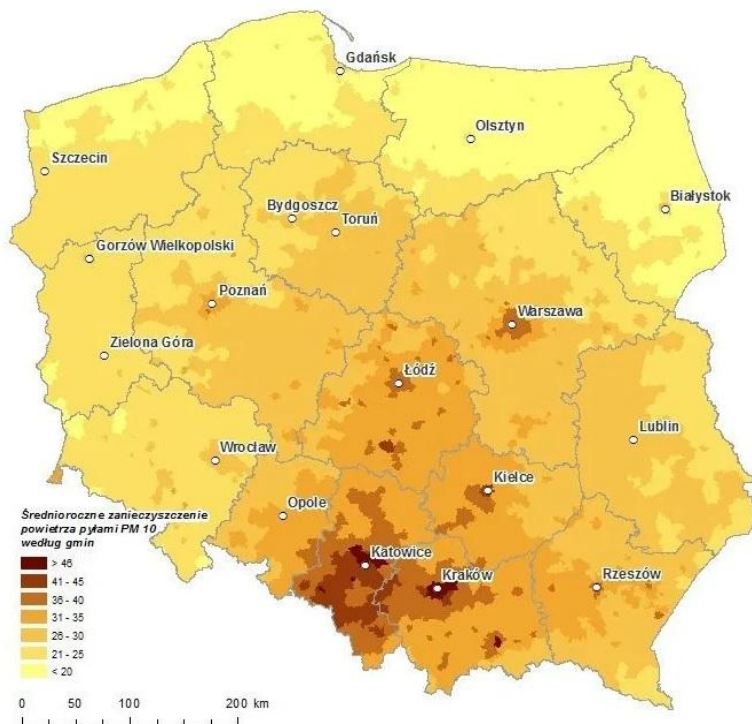 Gdańsk
Olsztyn
Szczecin
Białystok
Bydgoszcz
Toruń
Gorzów Wielkopolski
Poznań
Warszawa
Zielona Góra
Łódź
Lublin
Wrocław
Kielce
Opole
Średnioroczne zanieczyszczenie
powietrza pyłami PM 10
według gmin
> 46
41 - 45
36 - 40
31 - 35
26 - 30
21 - 25
< 20
Katowice
Kraków
Rzeszów
0 50 100 200 km